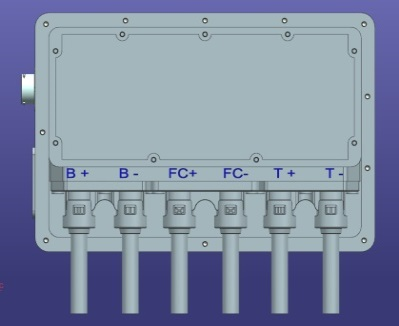 B + B - FC+ FC- T + T -